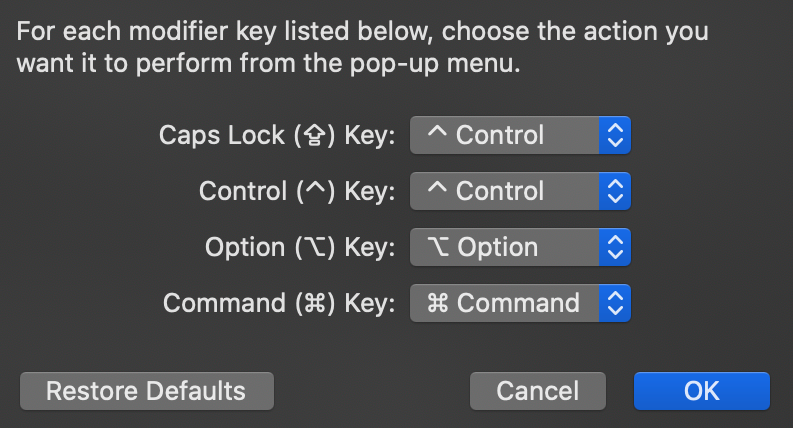 For each modifier key listed below, choose the action you
want it to perform from the pop-up menu.
Caps Lock (⇪) Key: ^ Control
Control (^) Key: ^ Control
Option (⌥) Key: ⌥ Option
Command (⌘) Key: ⌘ Command
Restore Defaults Cancel OK